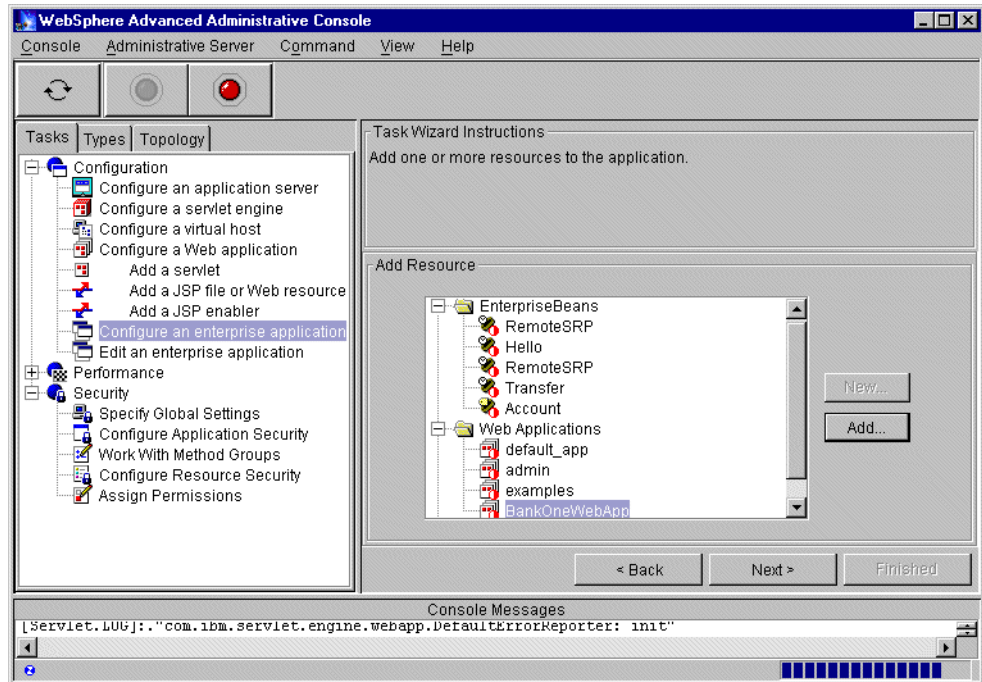 WebSphere Advanced Administrative Console
Console Administrative Server Command View Help
Tasks Types Topology
Configuration
Configure an application server
Configure a servlet engine
Configure a virtual host
Configure a Web application
Add a servlet
Add a JSP file or Web resource
Add a JSP enabler
Configure an enterprise application
Edit an enterprise application
Performance
Security
Specify Global Settings
Configure Application Security
Work With Method Groups
Configure Resource Security
Assign Permissions
Task Wizard Instructions
Add one or more resources to the application.
Add Resource
EnterpriseBeans
RemoteSRP
Hello
RemoteSRP
Transfer
Account
Web Applications
default_app
admin
examples
BankOneWebApp
New...
Add...
< Back Next > Finished
Console Messages
[Servlet.LOG]:."com.ibm.servlet.engine.webapp.DefaultErrorReporter: init"